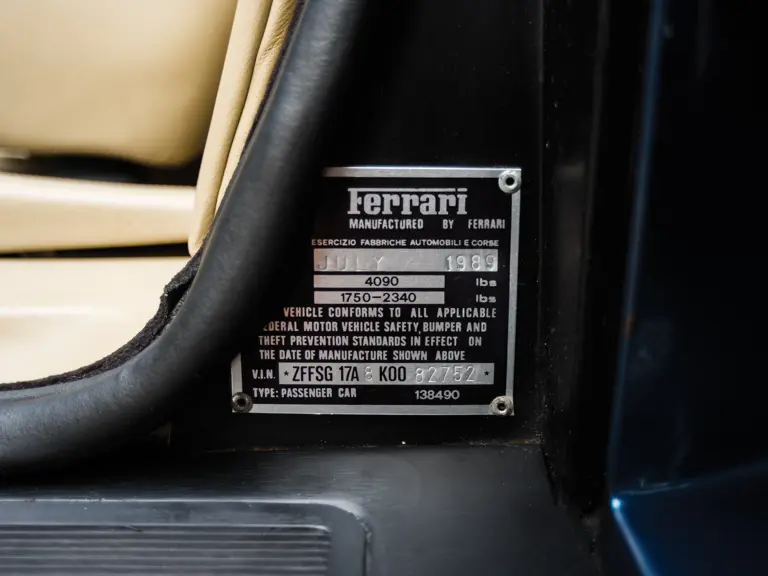 Ferrari
MANUFACTURED BY FERRARI
ESERCIZIO FABBRICHE AUTOMOBILI E CORSE
JULY 1989
4090 lbs
1750-2340 lbs
VEHICLE CONFORMS TO ALL APPLICABLE
MOTOR VEHICLE SAFETY, BUMPER AND
THEFT PREVENTION STANDARDS IN EFFECT ON
THE DATE OF MANUFACTURE SHOWN ABOVE
V.I.N. * ZFFSG 17A 8 K00 82752 *
TYPE: PASSENGER CAR 138490